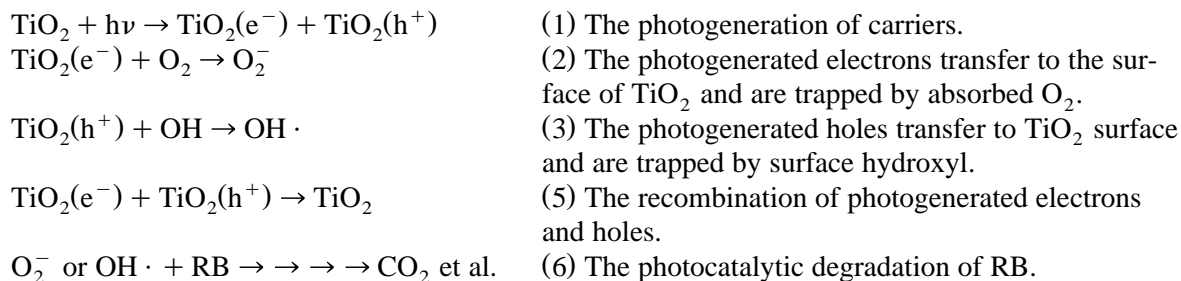 TiO₂ + hν → TiO₂(e⁻) + TiO₂(h⁺) (1) The photogeneration of carriers.
TiO₂(e⁻) + O₂ → O₂⁻ (2) The photogenerated electrons transfer to the sur-
face of TiO₂ and are trapped by absorbed O₂.
TiO₂(h⁺) + OH → OH · (3) The photogenerated holes transfer to TiO₂ surface
and are trapped by surface hydroxyl.
TiO₂(e⁻) + TiO₂(h⁺) → TiO₂ (5) The recombination of photogenerated electrons
and holes.
O₂⁻ or OH · + RB → → → → CO₂ et al. (6) The photocatalytic degradation of RB.